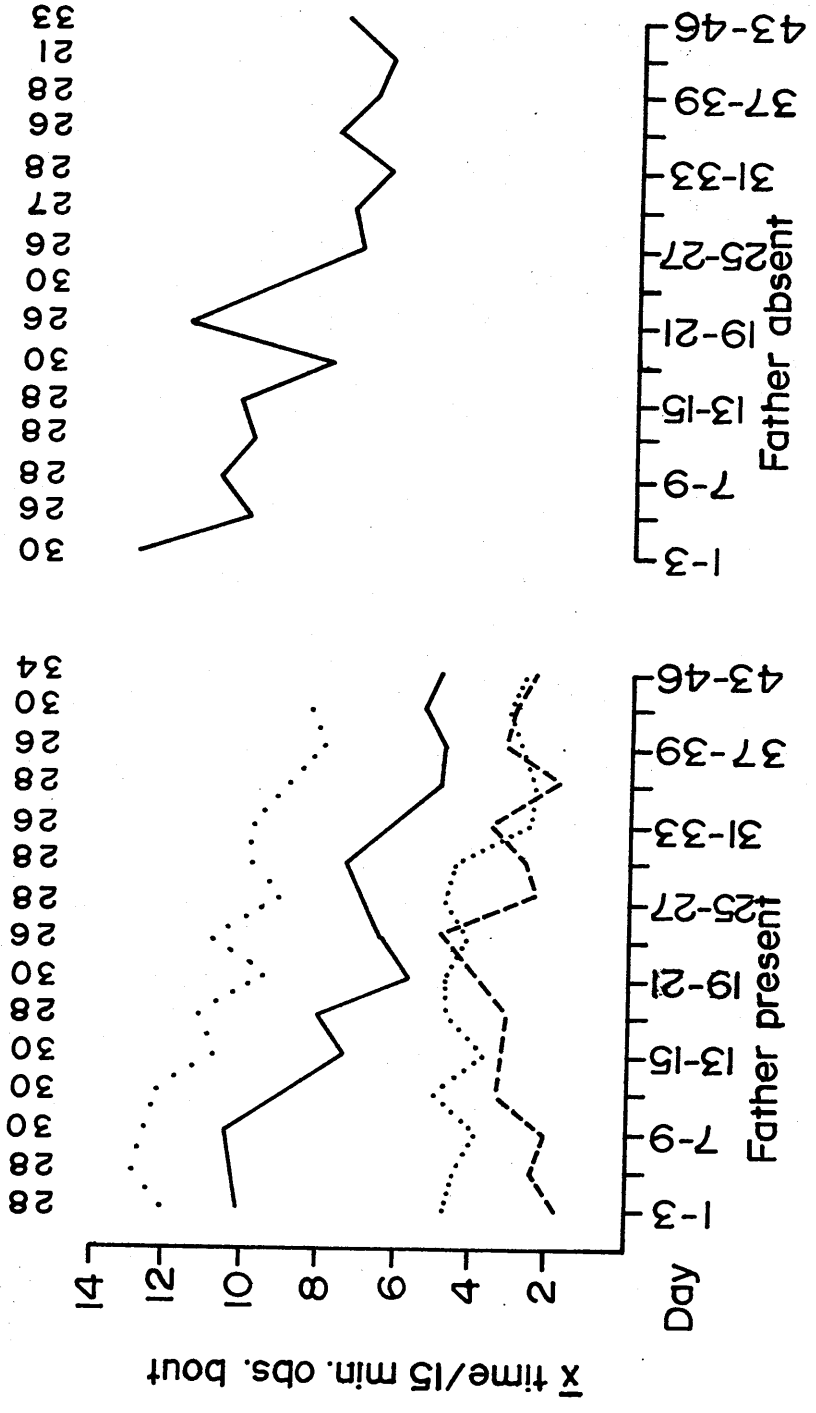 28 28 30 30 30 28 30 26 28 28 26 28 26 30 34
30 26 28 28 28 30 26 30 26 27 28 26 28 21 33
x̄ time/15 min. obs. bout
14
12
10
8
6
4
2
Day
1-3 7-9 13-15 19-21 25-27 31-33 37-39 43-46
Father present
1-3 7-9 13-15 19-21 25-27 31-33 37-39 43-46
Father absent